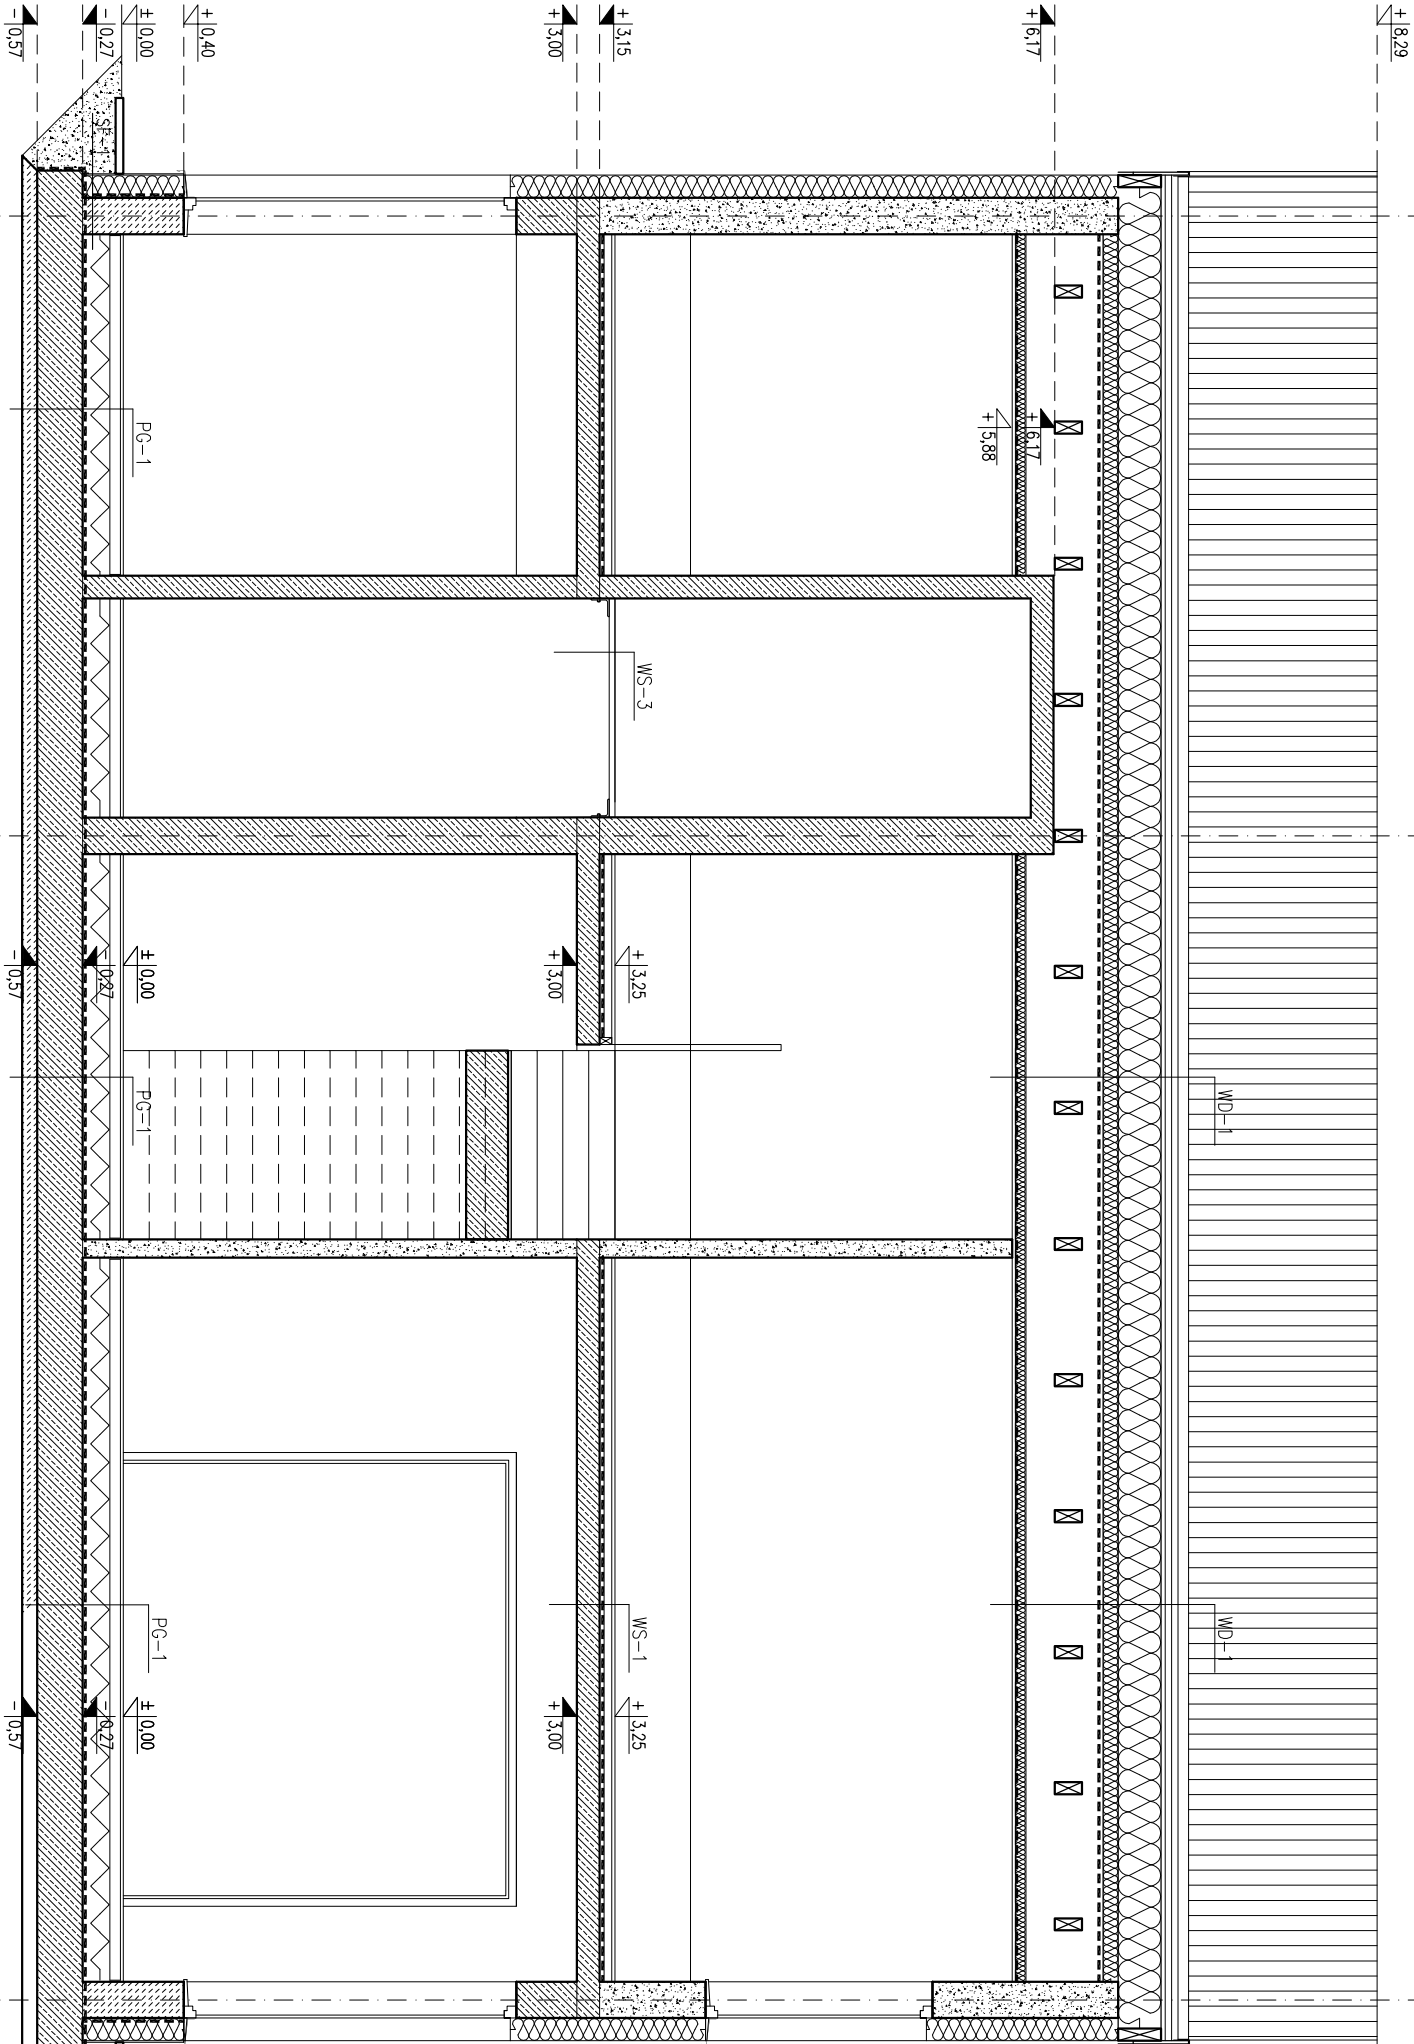 + 8,29
+ 6,17
+ 3,15
+ 3,00
+ 0,40
± 0,00
- 0,27
- 0,57
SF-1
+ 6,17
+ 5,88
PG-1
WS-3
+ 3,25
+ 3,00
± 0,00
- 0,27
- 0,57
WD-1
PG-1
WD-1
WS-1
PG-1
+ 3,25
+ 3,00
± 0,00
- 0,27
- 0,57